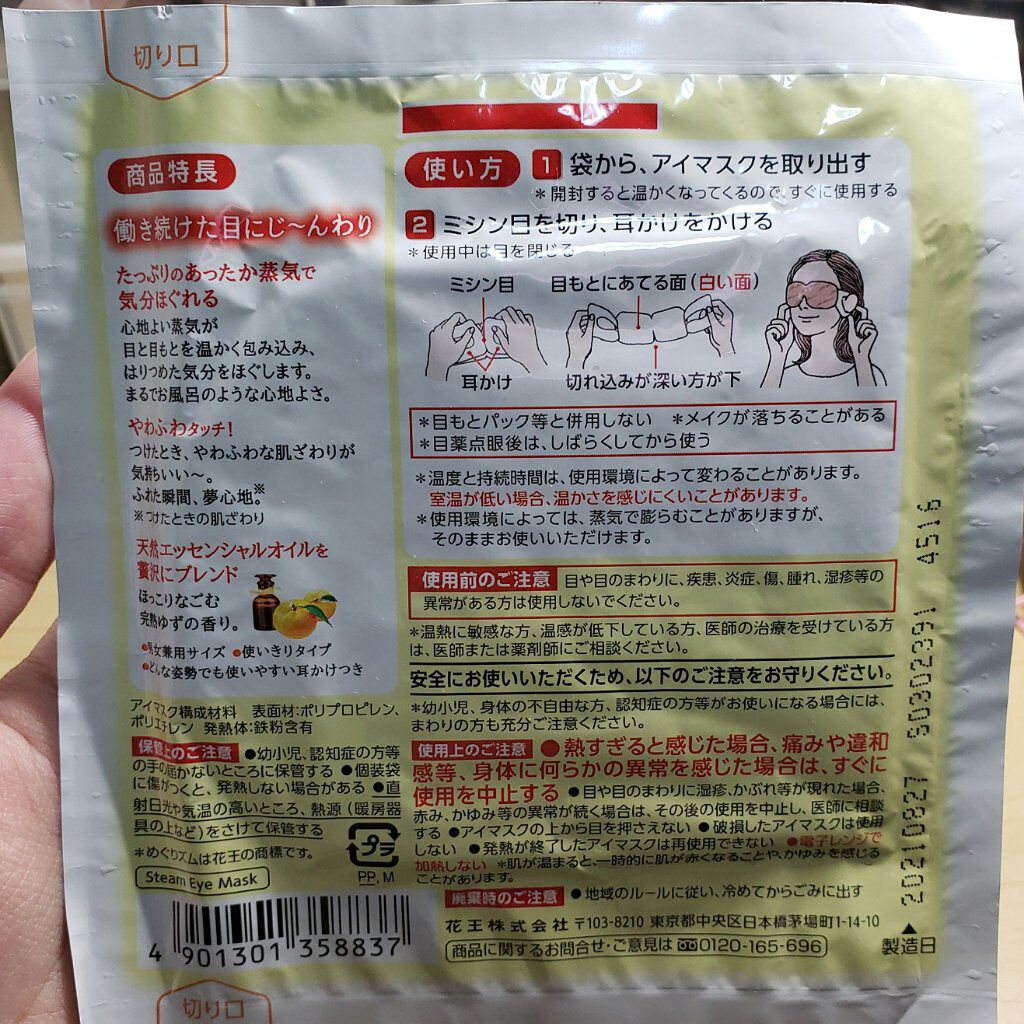 切り口
商品特長
働き続けた目にじ～んわり
たっぷりのあったか蒸気で
気分ほぐれる
心地よい蒸気が
目と目もとを温かく包み込み、
はりつめた気分をほぐします。
まるでお風呂のような心地よさ。
やわふわタッチ!
つけたとき、やわふわな肌ざわりが
気持ちいい～。
ふれた瞬間、夢心地。※
※つけたときの肌ざわり
天然エッセンシャルオイルを
贅沢にブレンド
ほっこりなごむ
完熟ゆずの香り。
●男女兼用サイズ ●使いきりタイプ
●どんな姿勢でも使いやすい耳かけつき
アイマスク構成材料 表面材:ポリプロピレン、
ポリエチレン 発熱体:鉄粉含有
保管上のご注意 ●幼小児、認知症の方等
の手の届かないところに保管する ●個装袋
に傷がつくと、発熱しない場合がある ●直
射日光や気温の高いところ、熱源(暖房器
具の上など)をさけて保管する
*めぐりズムは花王の商標です。
Steam Eye Mask
プラ
PP, M
4 901301 358837
切り口
使い方 1 袋から、アイマスクを取り出す
*開封すると温かくなってくるので、すぐに使用する
2 ミシン目を切り、耳かけをかける
*使用中は目を閉じる
ミシン目 目もとにあてる面(白い面)
耳かけ 切れ込みが深い方が下
*目もとパック等と併用しない *メイクが落ちることがある
*目薬点眼後は、しばらくしてから使う
*温度と持続時間は、使用環境によって変わることがあります。
室温が低い場合、温かさを感じにくいことがあります。
*使用環境によっては、蒸気で膨らむことがありますが、
そのままお使いいただけます。
使用前のご注意 目や目のまわりに、疾患、炎症、傷、腫れ、湿疹等の
異常がある方は使用しないでください。
*温熱に敏感な方、温感が低下している方、医師の治療を受けている方
は、医師または薬剤師にご相談ください。
安全にお使いいただくため、以下のご注意をお守りください。
*幼小児、身体の不自由な方、認知症の方等がお使いになる場合には、
まわりの方も充分ご注意ください。
使用上のご注意 ●熱すぎると感じた場合、痛みや違和
感等、身体に何らかの異常を感じた場合は、すぐに
使用を中止する ●目や目のまわりに湿疹、かぶれ等が現れた場合、
赤み、かゆみ等の異常が続く場合は、その後の使用を中止し、医師に相談
する ●アイマスクの上から目を押さえない ●破損したアイマスクは使用
しない ●発熱が終了したアイマスクは再使用できない ●電子レンジで
加熱しない *肌が温まると、一時的に肌が赤くなることや、かゆみを感じる
ことがあります。
廃棄時のご注意 ●地域のルールに従い、冷めてからごみに出す
花王株式会社 〒103-8210 東京都中央区日本橋茅場町1-14-10
商品に関するお問合せ・ご意見は 0120-165-696
20210827 90302391 4516
▲
製造日